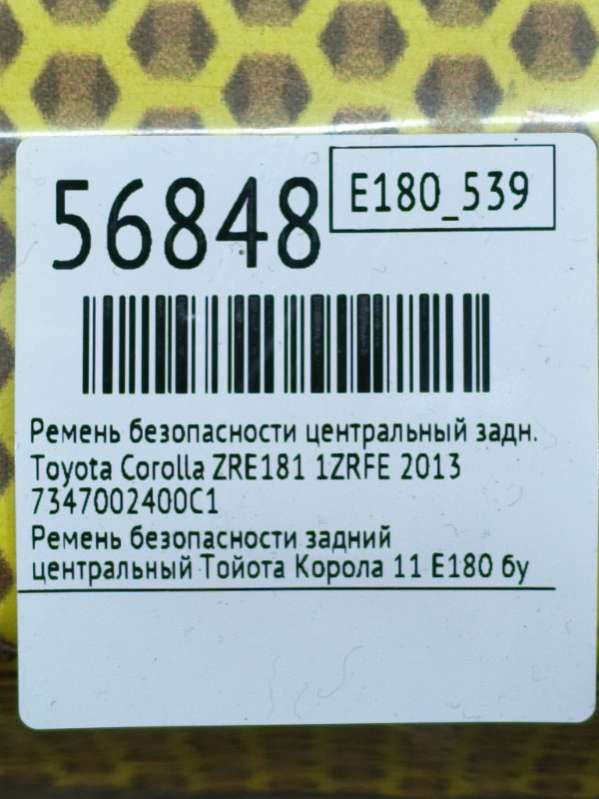 56848
E180_539
Ремень безопасности центральный задн.
Toyota Corolla ZRE181 1ZRFE 2013
7347002400C1
Ремень безопасности задний
центральный Тойота Корола 11 Е180 бу